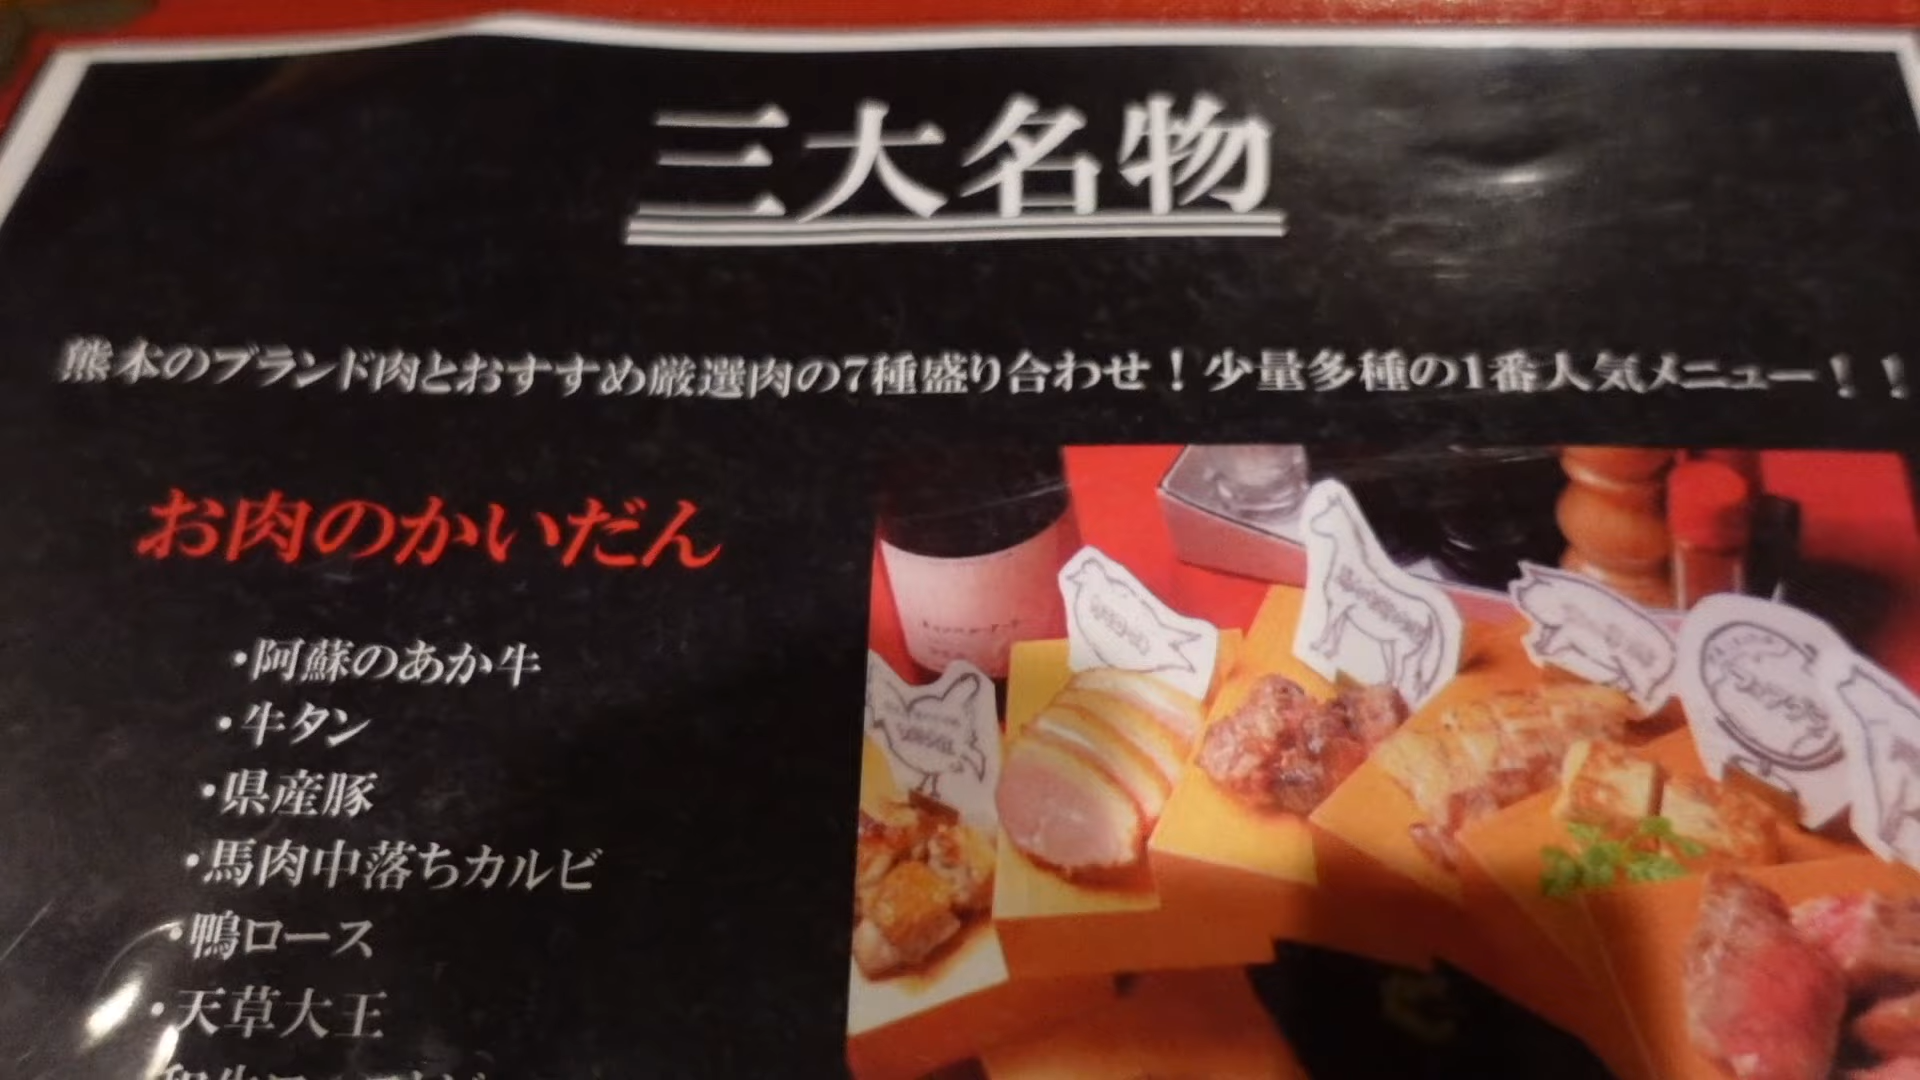 三大名物
熊本のブランド肉とおすすめ厳選肉の7種盛り合わせ！少量多種の1番人気メニュー！！
お肉のかいだん
・阿蘇のあか牛
・牛タン
・県産豚
・馬肉中落ちカルビ
・鴨ロース
・天草大王